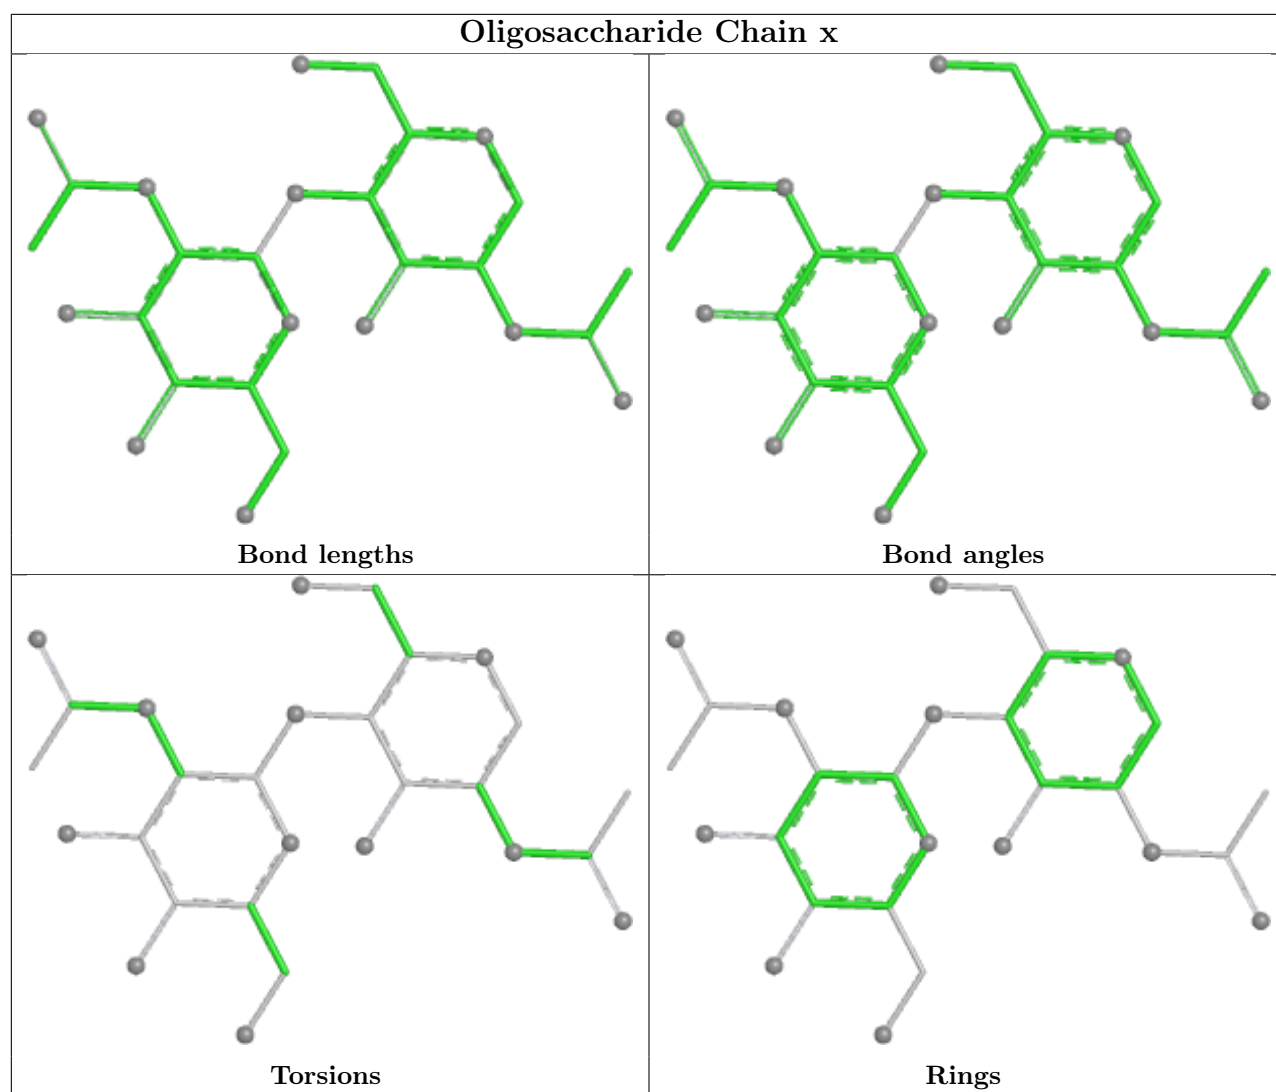 Oligosaccharide Chain x
Bond lengths
Bond angles
Torsions
Rings